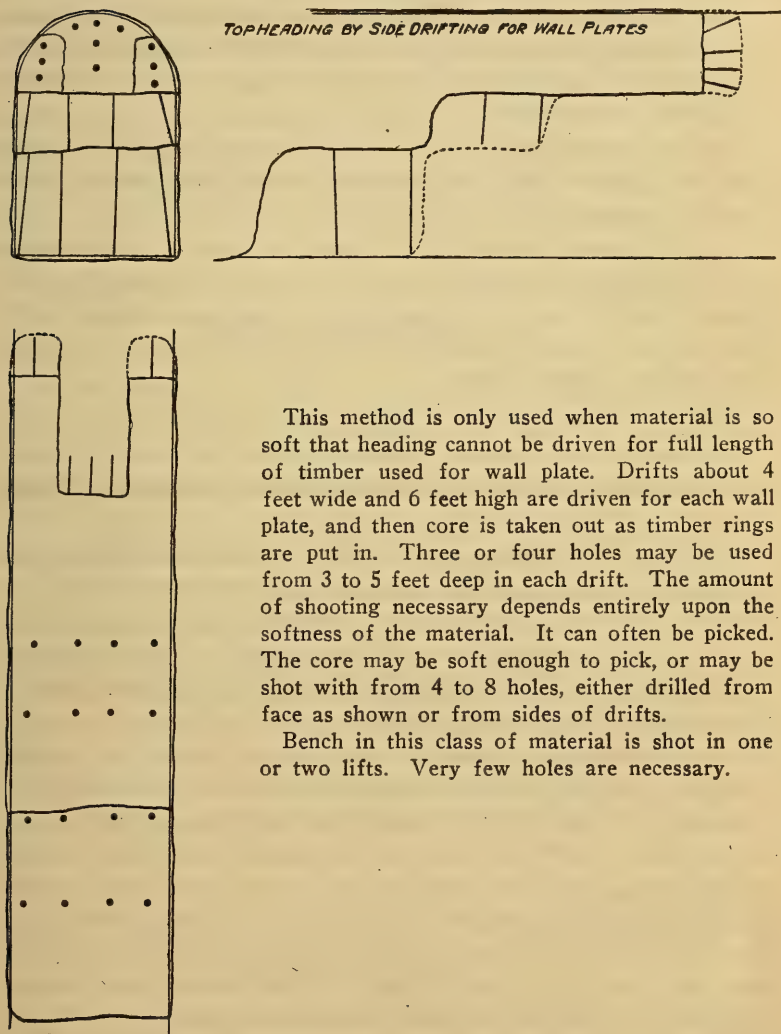 TOP HEADING BY SIDE DRIFTING FOR WALL PLATES
This method is only used when material is so
soft that heading cannot be driven for full length
of timber used for wall plate. Drifts about 4
feet wide and 6 feet high are driven for each wall
plate, and then core is taken out as timber rings
are put in. Three or four holes may be used
from 3 to 5 feet deep in each drift. The amount
of shooting necessary depends entirely upon the
softness of the material. It can often be picked.
The core may be soft enough to pick, or may be
shot with from 4 to 8 holes, either drilled from
face as shown or from sides of drifts.
Bench in this class of material is shot in one
or two lifts. Very few holes are necessary.